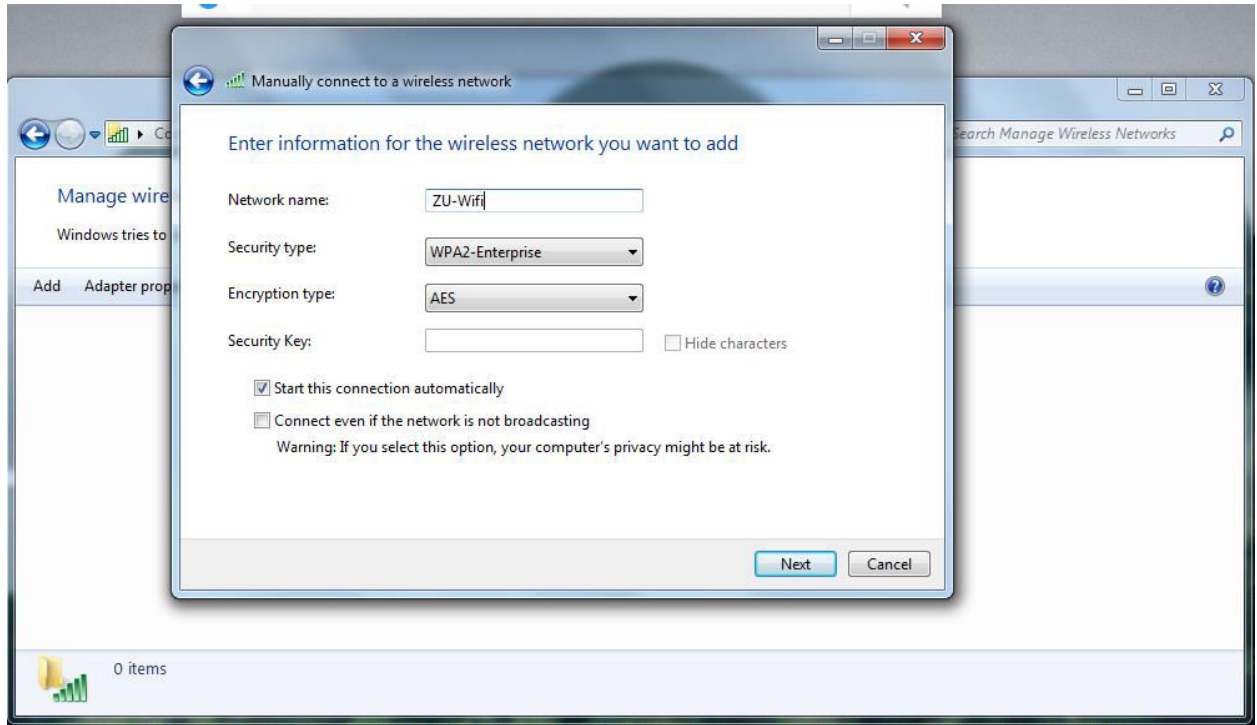 Manually connect to a wireless network
Search Manage Wireless Networks
Enter information for the wireless network you want to add
Manage wire
Network name: ZU-Wifi
Windows tries to
Security type: WPA2-Enterprise
Add Adapter prop
Encryption type: AES
Security Key: Hide characters
Start this connection automatically
Connect even if the network is not broadcasting
Warning: If you select this option, your computer's privacy might be at risk.
Next Cancel
0 items